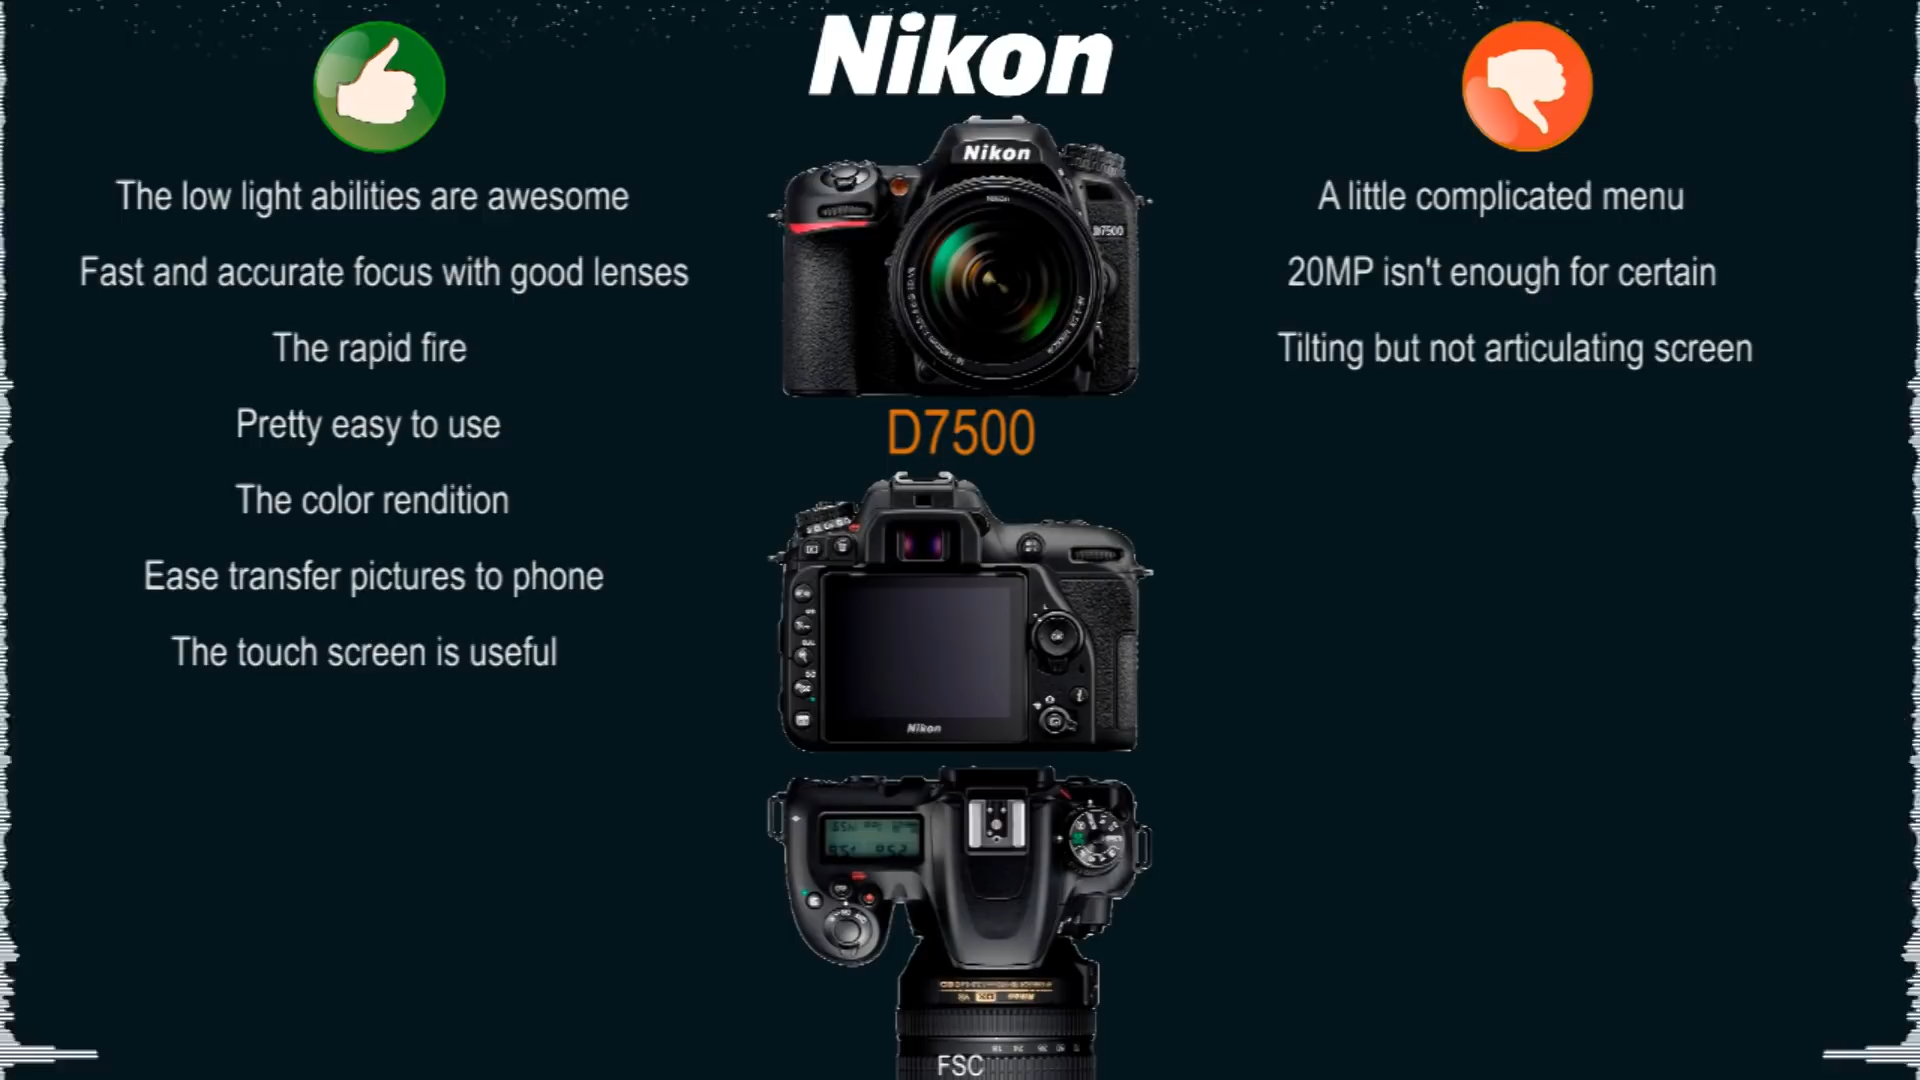 Nikon
The low light abilities are awesome
Fast and accurate focus with good lenses
The rapid fire
Pretty easy to use
The color rendition
Ease transfer pictures to phone
The touch screen is useful
Nikon
D7500
D7500
Nikon
FSC
A little complicated menu
20MP isn't enough for certain
Tilting but not articulating screen